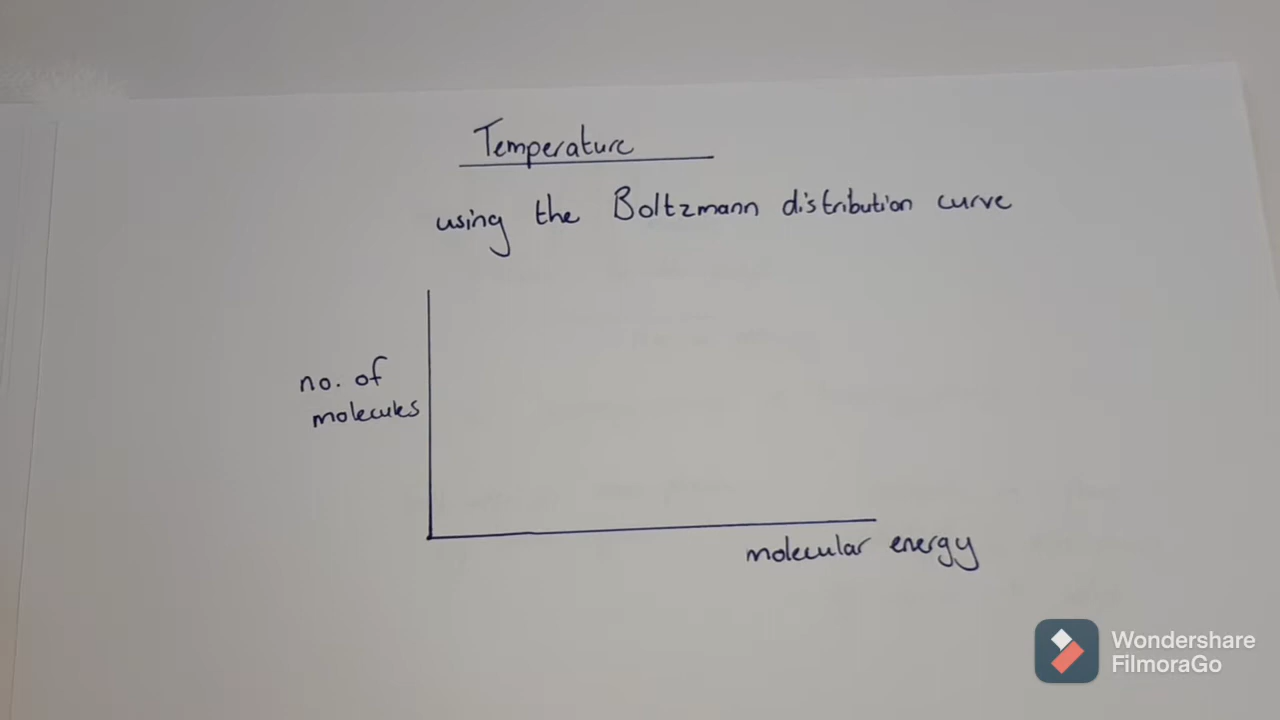 Temperature
using the Boltzmann distribution curve
no. of
molecules
molecular energy
Wondershare
FilmoraGo